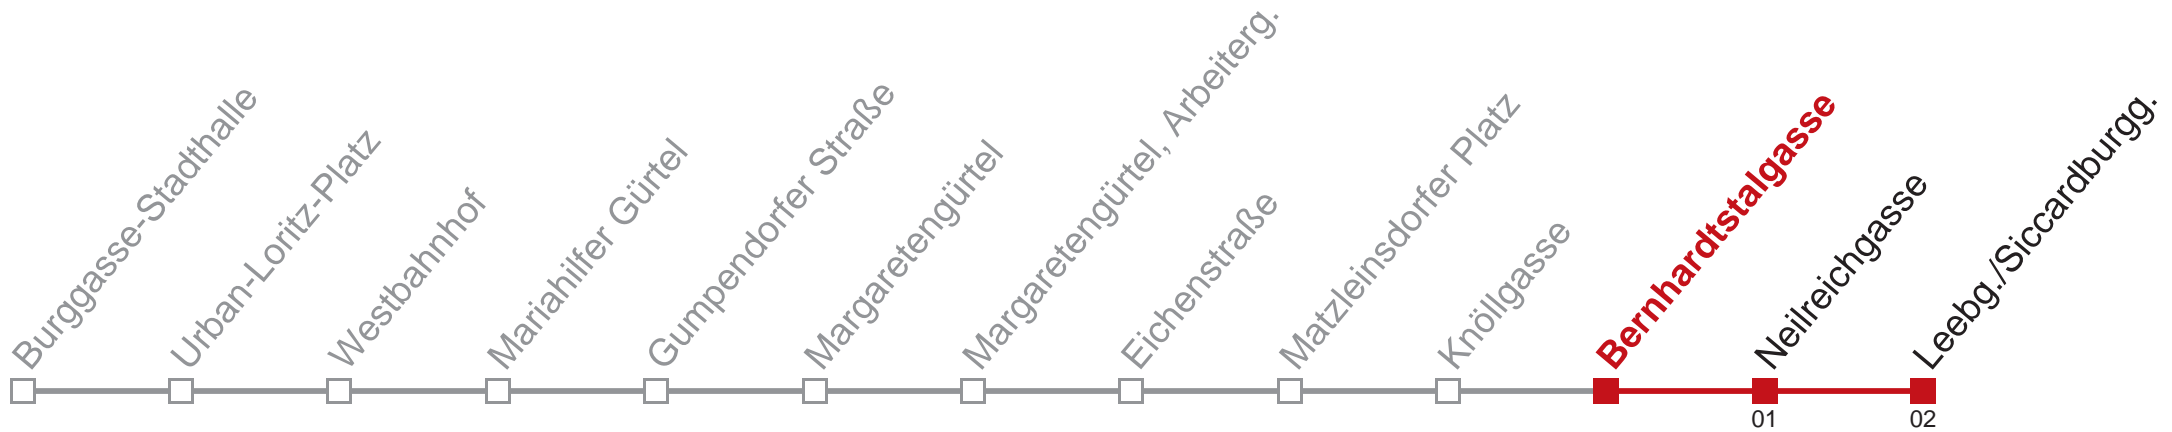 Burggasse-Stadthalle
Urban-Loritz-Platz
Westbahnhof
Mariahilfer Gürtel
Gumpendorfer Straße
Margaretengürtel
Margaretengürtel, Arbeiterg.
Eichenstraße
Matzleinsdorfer Platz
Knöllgasse
Bernhardtstalgasse
Neilreichgasse
Leebg./Siccardburgg.
01
02